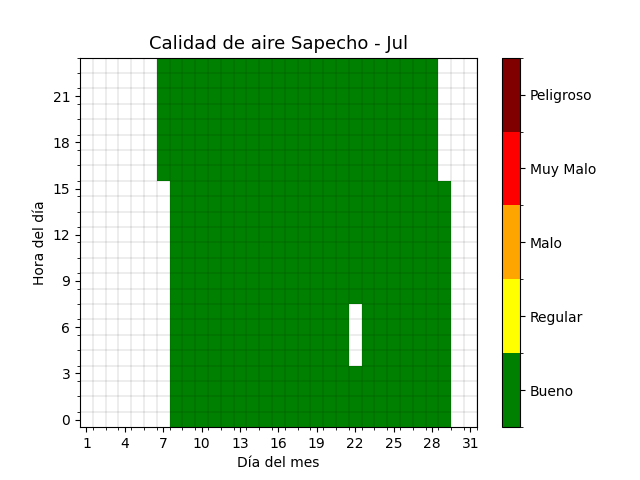 Calidad de aire Sapecho - Jul
Hora del día
21
18
15
12
9
6
3
0
1 4 7 10 13 16 19 22 25 28 31
Día del mes
Peligroso
Muy Malo
Malo
Regular
Bueno